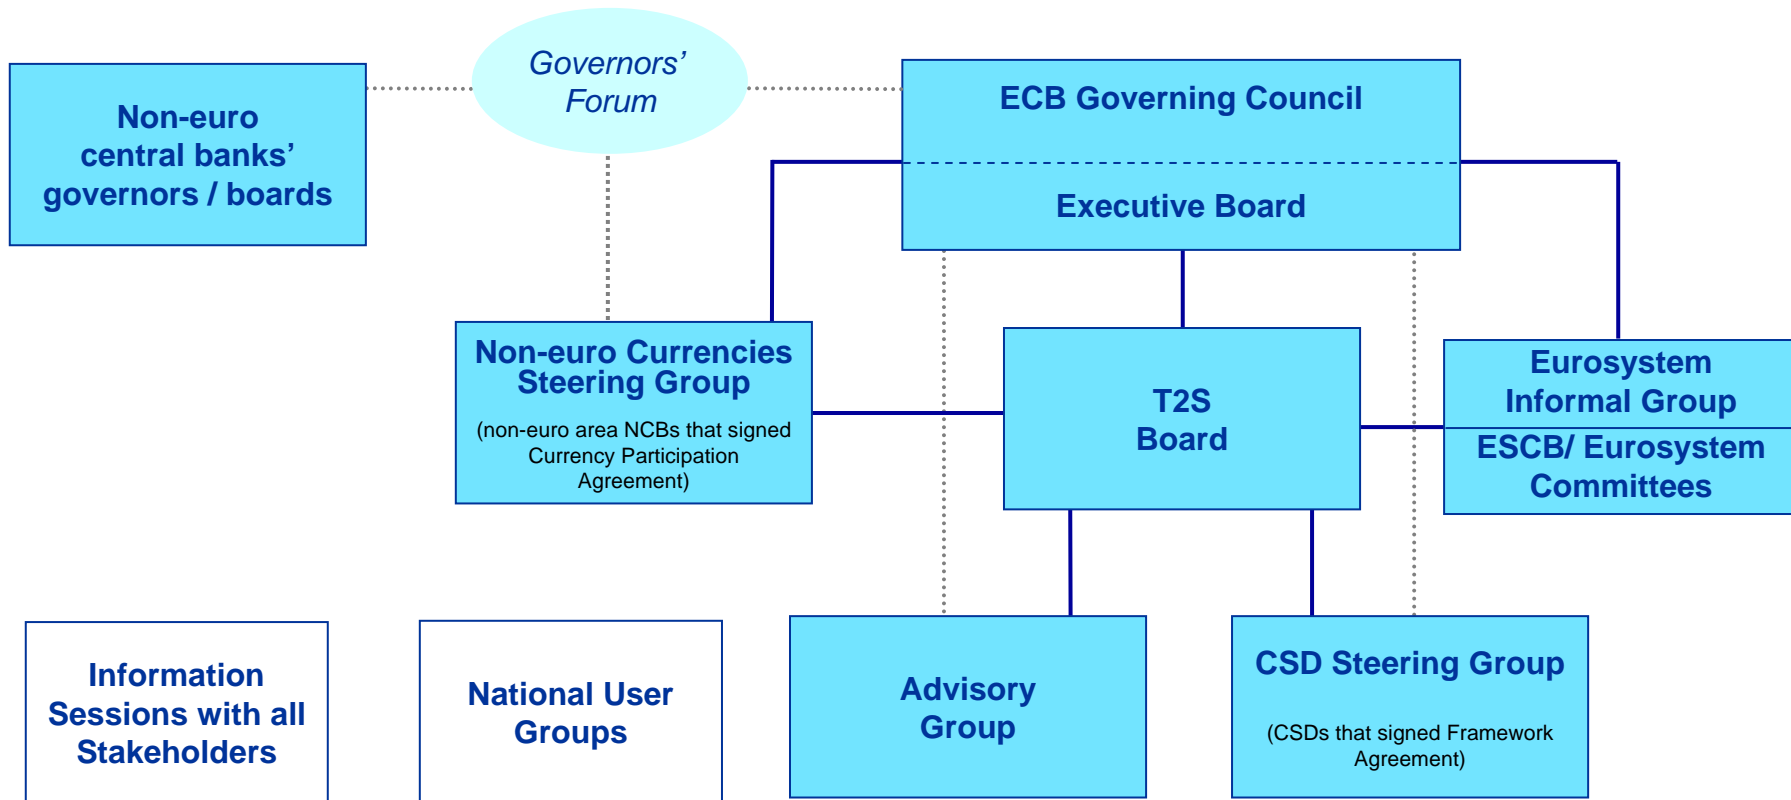 Governors’
Forum
Non-euro
central banks’
governors / boards
ECB Governing Council
Executive Board
Non-euro Currencies
Steering Group
(non-euro area NCBs that signed
Currency Participation
Agreement)
T2S
Board
Eurosystem
Informal Group
ESCB/ Eurosystem
Committees
Information
Sessions with all
Stakeholders
National User
Groups
Advisory
Group
CSD Steering Group
(CSDs that signed Framework
Agreement)